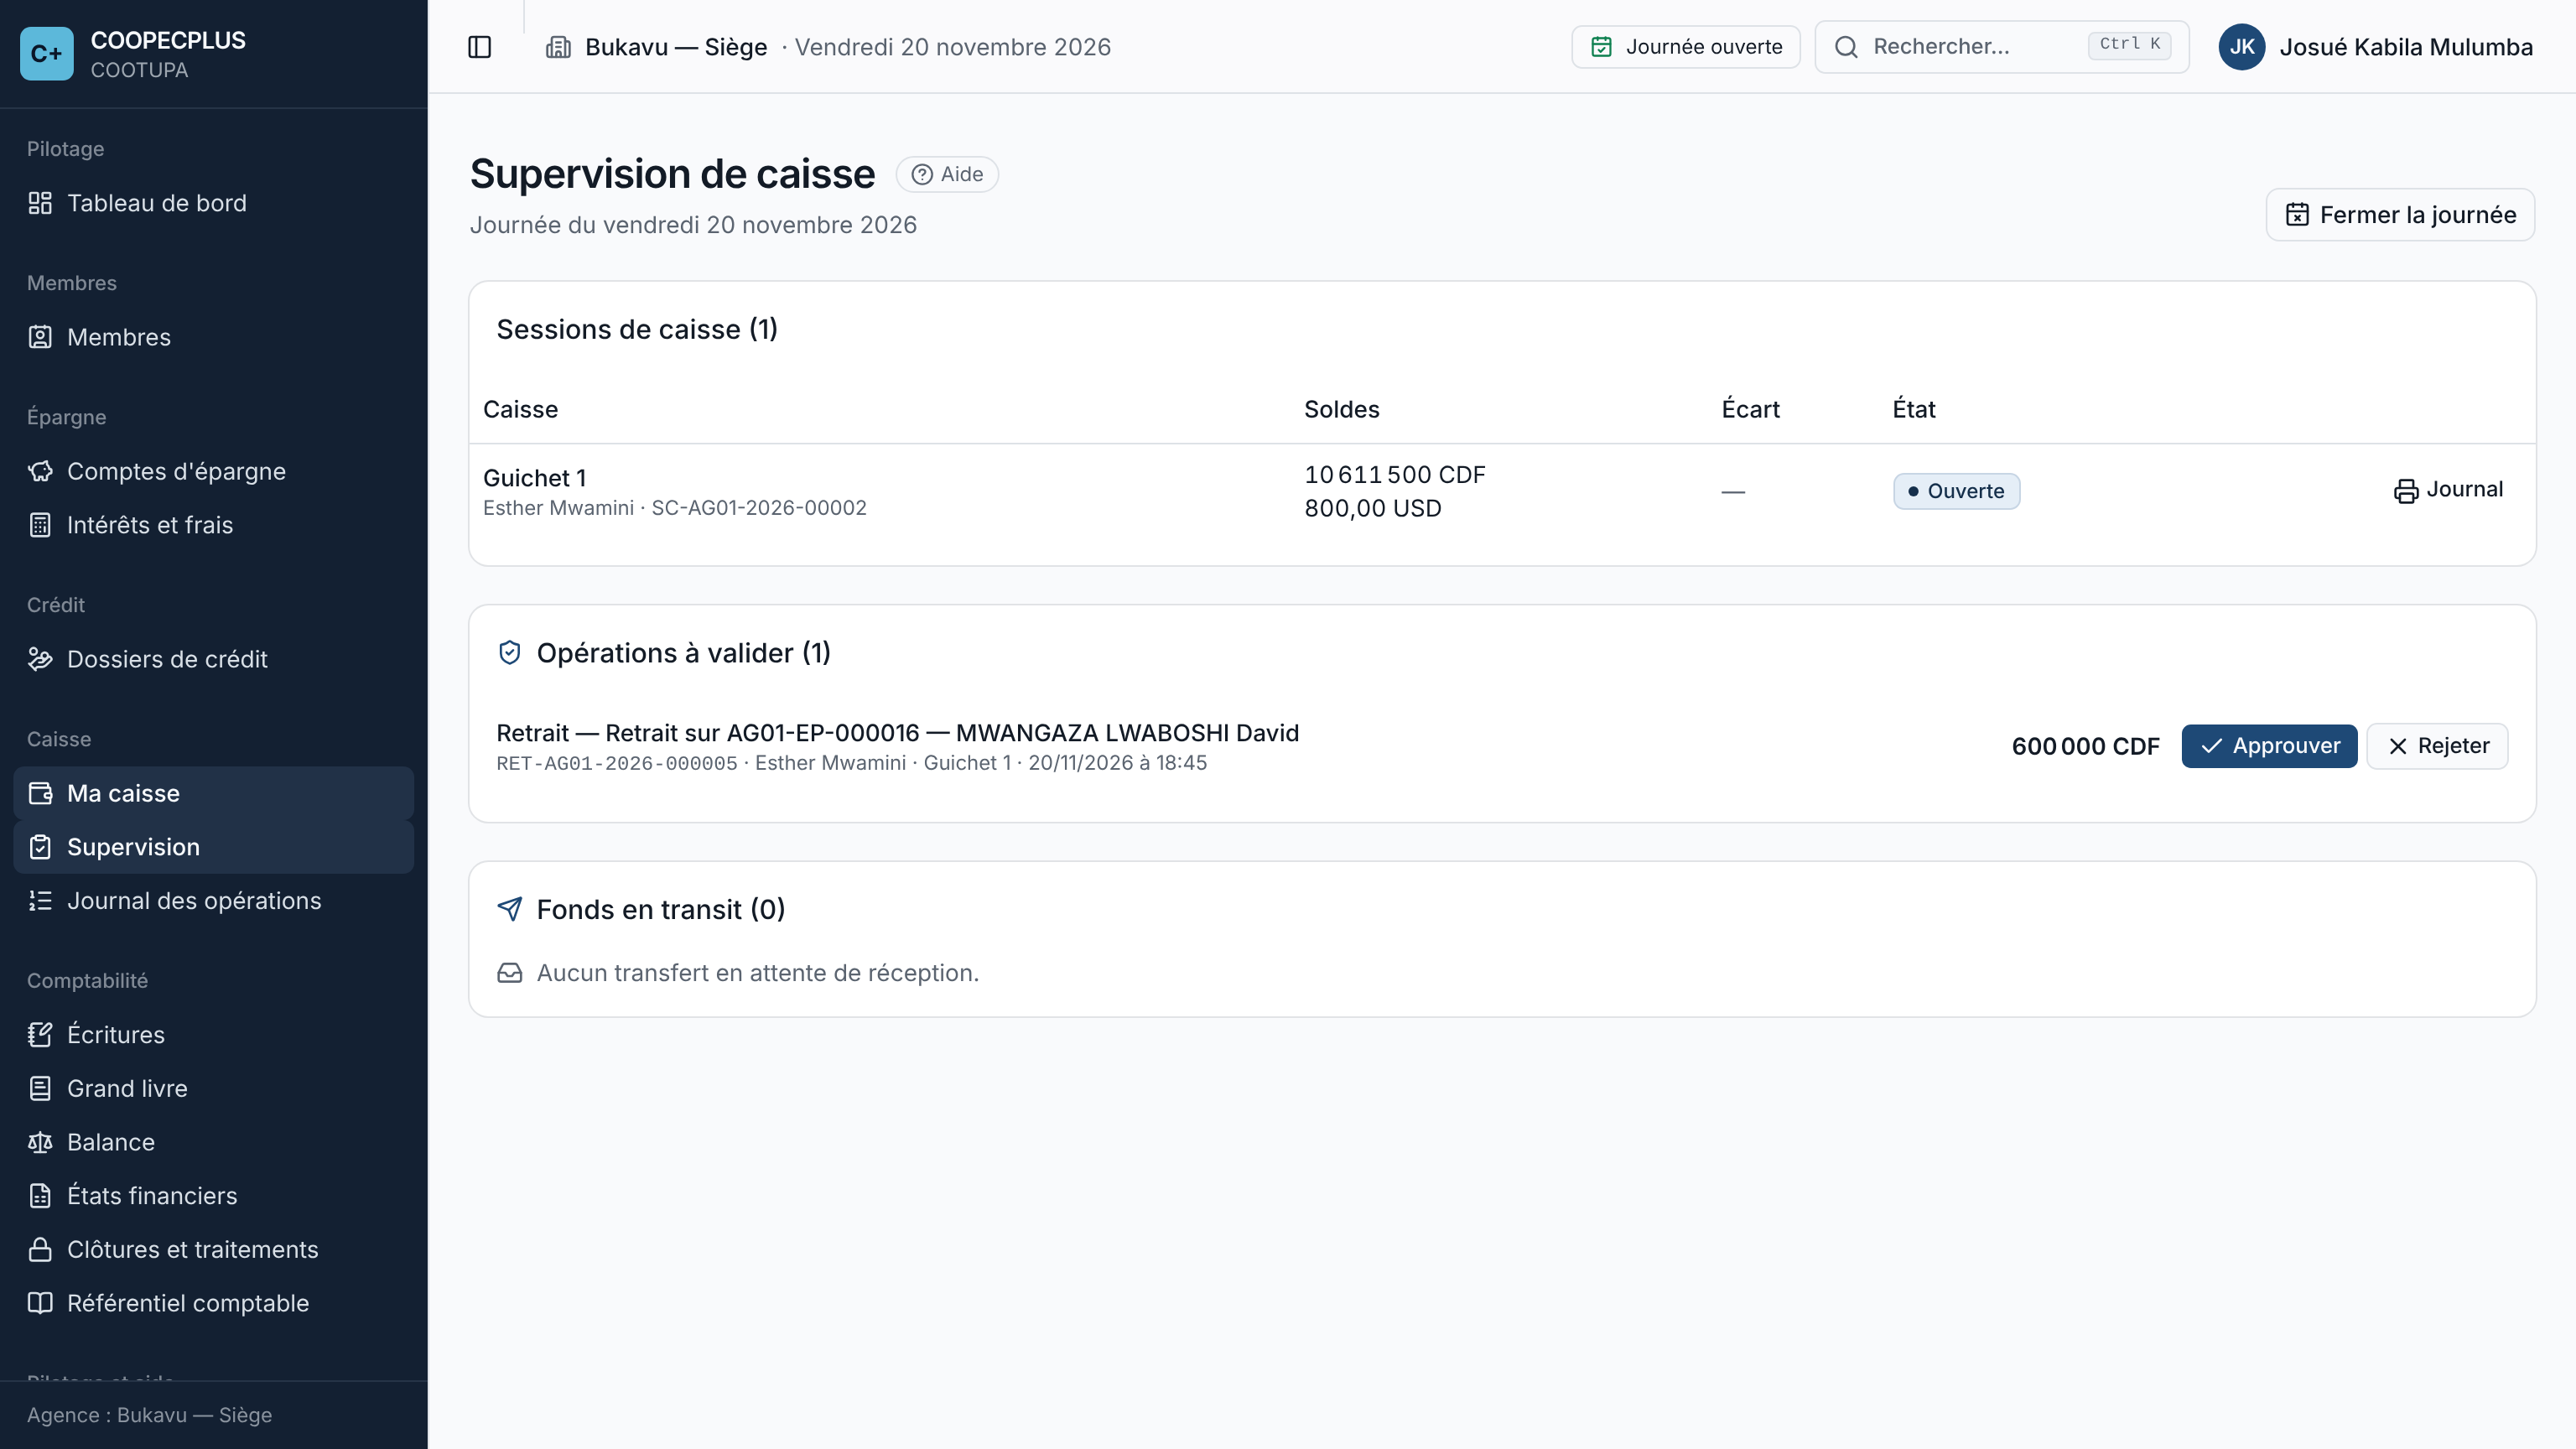 C+
COOPECPLUS
COOTUPA
Pilotage
Tableau de bord
Membres
Membres
Épargne
Comptes d'épargne
Intérêts et frais
Crédit
Dossiers de crédit
Caisse
Ma caisse
Supervision
Journal des opérations
Comptabilité
Écritures
Grand livre
Balance
États financiers
Clôtures et traitements
Référentiel comptable
Agence : Bukavu — Siège
Bukavu — Siège · Vendredi 20 novembre 2026
Journée ouverte
Rechercher...
Ctrl K
JK
Josué Kabila Mulumba
Supervision de caisse
Aide
Journée du vendredi 20 novembre 2026
Fermer la journée
Sessions de caisse (1)
Caisse Soldes Écart État
Guichet 1
Esther Mwamini · SC-AG01-2026-00002
10 611 500 CDF
800,00 USD
—
Ouverte
Journal
Opérations à valider (1)
Retrait — Retrait sur AG01-EP-000016 — MWANGAZA LWABOSHI David
RET-AG01-2026-000005 · Esther Mwamini · Guichet 1 · 20/11/2026 à 18:45
600 000 CDF
Approuver
Rejeter
Fonds en transit (0)
Aucun transfert en attente de réception.